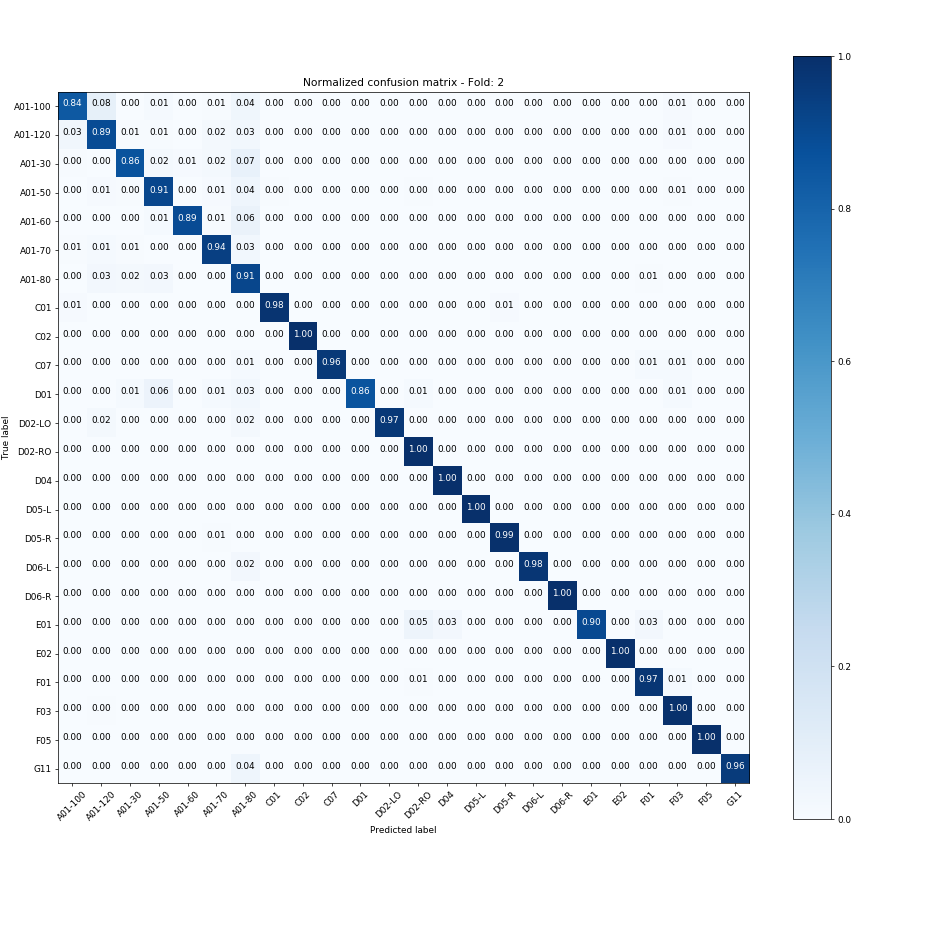 Normalized confusion matrix - Fold: 2
A01-100 0.84 0.08 0.00 0.01 0.00 0.01 0.04 0.00 0.00 0.00 0.00 0.00 0.00 0.00 0.00 0.00 0.00 0.00 0.00 0.00 0.00 0.01 0.00 0.00
A01-120 0.03 0.89 0.01 0.01 0.00 0.02 0.03 0.00 0.00 0.00 0.00 0.00 0.00 0.00 0.00 0.00 0.00 0.00 0.00 0.00 0.00 0.01 0.00 0.00
A01-30 0.00 0.00 0.86 0.02 0.01 0.02 0.07 0.00 0.00 0.00 0.00 0.00 0.00 0.00 0.00 0.00 0.00 0.00 0.00 0.00 0.00 0.00 0.00 0.00
A01-50 0.00 0.01 0.00 0.91 0.00 0.01 0.04 0.00 0.00 0.00 0.00 0.00 0.00 0.00 0.00 0.00 0.00 0.00 0.00 0.00 0.00 0.01 0.00 0.00
A01-60 0.00 0.00 0.00 0.01 0.89 0.01 0.06 0.00 0.00 0.00 0.00 0.00 0.00 0.00 0.00 0.00 0.00 0.00 0.00 0.00 0.00 0.00 0.00 0.00
A01-70 0.01 0.01 0.01 0.00 0.00 0.94 0.03 0.00 0.00 0.00 0.00 0.00 0.00 0.00 0.00 0.00 0.00 0.00 0.00 0.00 0.00 0.00 0.00 0.00
A01-80 0.00 0.03 0.02 0.03 0.00 0.00 0.91 0.00 0.00 0.00 0.00 0.00 0.00 0.00 0.00 0.00 0.00 0.00 0.00 0.00 0.01 0.00 0.00 0.00
C01 0.01 0.00 0.00 0.00 0.00 0.00 0.00 0.98 0.00 0.00 0.00 0.00 0.00 0.00 0.00 0.01 0.00 0.00 0.00 0.00 0.00 0.00 0.00 0.00
C02 0.00 0.00 0.00 0.00 0.00 0.00 0.00 0.00 1.00 0.00 0.00 0.00 0.00 0.00 0.00 0.00 0.00 0.00 0.00 0.00 0.00 0.00 0.00 0.00
C07 0.00 0.00 0.00 0.00 0.00 0.00 0.01 0.00 0.00 0.96 0.00 0.00 0.00 0.00 0.00 0.00 0.00 0.00 0.00 0.00 0.01 0.01 0.00 0.00
D01 0.00 0.00 0.01 0.06 0.00 0.01 0.03 0.00 0.00 0.00 0.86 0.00 0.01 0.00 0.00 0.00 0.00 0.00 0.00 0.00 0.00 0.01 0.00 0.00
D02-LO 0.00 0.02 0.00 0.00 0.00 0.00 0.02 0.00 0.00 0.00 0.00 0.97 0.00 0.00 0.00 0.00 0.00 0.00 0.00 0.00 0.00 0.00 0.00 0.00
D02-RO 0.00 0.00 0.00 0.00 0.00 0.00 0.00 0.00 0.00 0.00 0.00 0.00 1.00 0.00 0.00 0.00 0.00 0.00 0.00 0.00 0.00 0.00 0.00 0.00
D04 0.00 0.00 0.00 0.00 0.00 0.00 0.00 0.00 0.00 0.00 0.00 0.00 0.00 1.00 0.00 0.00 0.00 0.00 0.00 0.00 0.00 0.00 0.00 0.00
D05-L 0.00 0.00 0.00 0.00 0.00 0.00 0.00 0.00 0.00 0.00 0.00 0.00 0.00 0.00 1.00 0.00 0.00 0.00 0.00 0.00 0.00 0.00 0.00 0.00
D05-R 0.00 0.00 0.00 0.00 0.00 0.01 0.00 0.00 0.00 0.00 0.00 0.00 0.00 0.00 0.00 0.99 0.00 0.00 0.00 0.00 0.00 0.00 0.00 0.00
D06-L 0.00 0.00 0.00 0.00 0.00 0.00 0.02 0.00 0.00 0.00 0.00 0.00 0.00 0.00 0.00 0.00 0.98 0.00 0.00 0.00 0.00 0.00 0.00 0.00
D06-R 0.00 0.00 0.00 0.00 0.00 0.00 0.00 0.00 0.00 0.00 0.00 0.00 0.00 0.00 0.00 0.00 0.00 1.00 0.00 0.00 0.00 0.00 0.00 0.00
E01 0.00 0.00 0.00 0.00 0.00 0.00 0.00 0.00 0.00 0.00 0.00 0.00 0.05 0.03 0.00 0.00 0.00 0.00 0.90 0.00 0.03 0.00 0.00 0.00
E02 0.00 0.00 0.00 0.00 0.00 0.00 0.00 0.00 0.00 0.00 0.00 0.00 0.00 0.00 0.00 0.00 0.00 0.00 0.00 1.00 0.00 0.00 0.00 0.00
F01 0.00 0.00 0.00 0.00 0.00 0.00 0.00 0.00 0.00 0.00 0.00 0.00 0.01 0.00 0.00 0.00 0.00 0.00 0.00 0.00 0.97 0.01 0.00 0.00
F03 0.00 0.00 0.00 0.00 0.00 0.00 0.00 0.00 0.00 0.00 0.00 0.00 0.00 0.00 0.00 0.00 0.00 0.00 0.00 0.00 0.00 1.00 0.00 0.00
F05 0.00 0.00 0.00 0.00 0.00 0.00 0.00 0.00 0.00 0.00 0.00 0.00 0.00 0.00 0.00 0.00 0.00 0.00 0.00 0.00 0.00 0.00 1.00 0.00
G11 0.00 0.00 0.00 0.00 0.00 0.00 0.04 0.00 0.00 0.00 0.00 0.00 0.00 0.00 0.00 0.00 0.00 0.00 0.00 0.00 0.00 0.00 0.00 0.96
A01-100 A01-120 A01-30 A01-50 A01-60 A01-70 A01-80 C01 C02 C07 D01 D02-LO D02-RO D04 D05-L D05-R D06-L D06-R E01 E02 F01 F03 F05 G11
Predicted label
True label
1.0
0.8
0.6
0.4
0.2
0.0